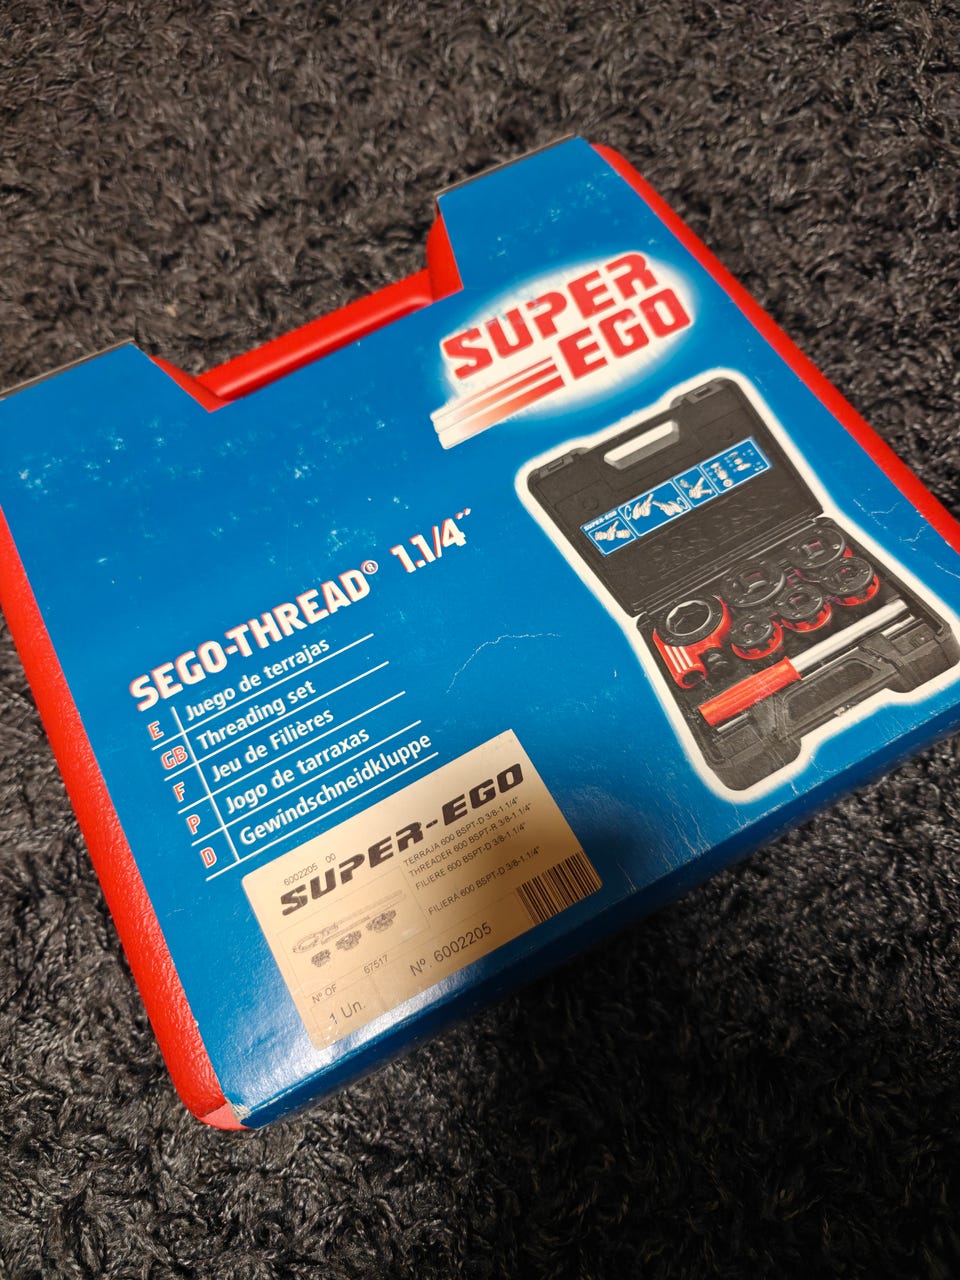 SUPER
EGO
SUPER-EGO
SEGO-THREAD® 1.1/4"
E Juego de terrajas
GB Threading set
F Jeu de Filières
P Jogo de tarraxas
D Gewindschneidkluppe
6002205 00
SUPER-EGO
TERRAJA 600 BSPT-D 3/8-1.1/4"
THREADER 600 BSPT-R 3/8-1.1/4"
FILIERE 600 BSPT-D 3/8-1.1/4"
FILIERA 600 BSPT-D 3/8-1.1/4"
Nº OF 67517
1 Un. Nº. 6002205